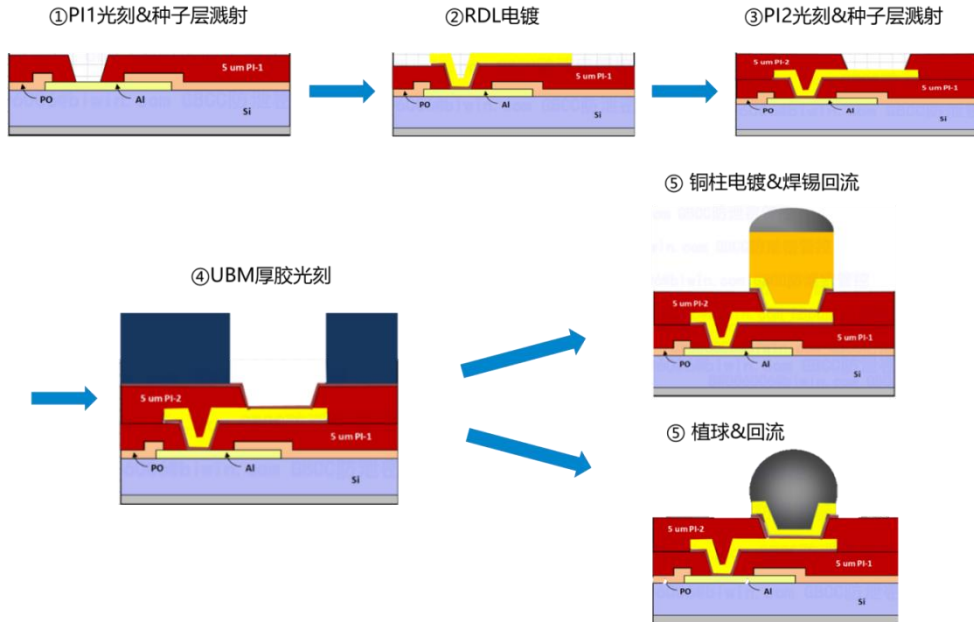 ①PI1光刻&种子层溅射
②RDL电镀
③PI2光刻&种子层溅射
5 um PI-1
PO
Al
Si
5 um PI-1
PO
Al
Si
5 um PI-2
5 um PI-1
PO
Al
Si
④UBM厚胶光刻
5 um PI-2
5 um PI-1
PO
Al
Si
⑤ 铜柱电镀&焊锡回流
5 um PI-2
5 um PI-1
PO
Al
Si
⑤ 植球&回流
5 um PI-2
5 um PI-1
PO
Al
Si